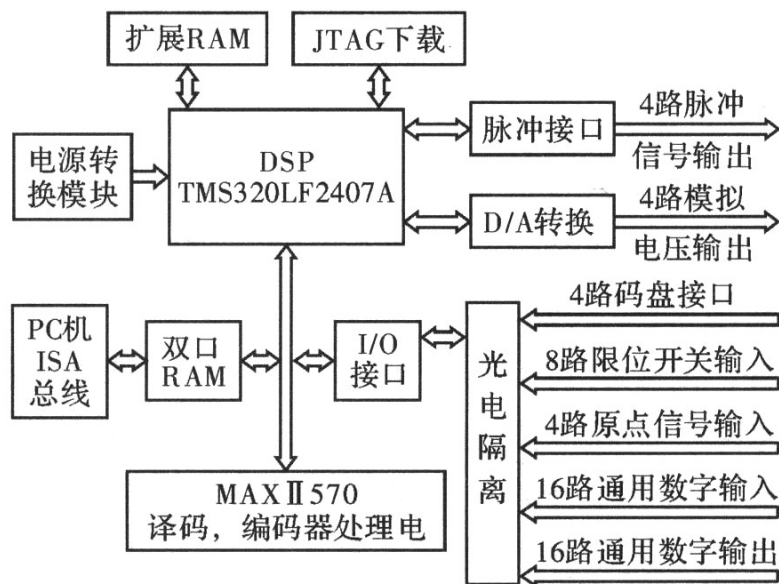 扩展RAM
JTAG下载
电源转
换模块
DSP
TMS320LF2407A
脉冲接口
4路脉冲
信号输出
D/A转换
4路模拟
电压输出
PC机
ISA
总线
双口
RAM
I/O
接口
光
电
隔
离
4路码盘接口
8路限位开关输入
4路原点信号输入
16路通用数字输入
16路通用数字输出
MAXⅡ570
译码，编码器处理电